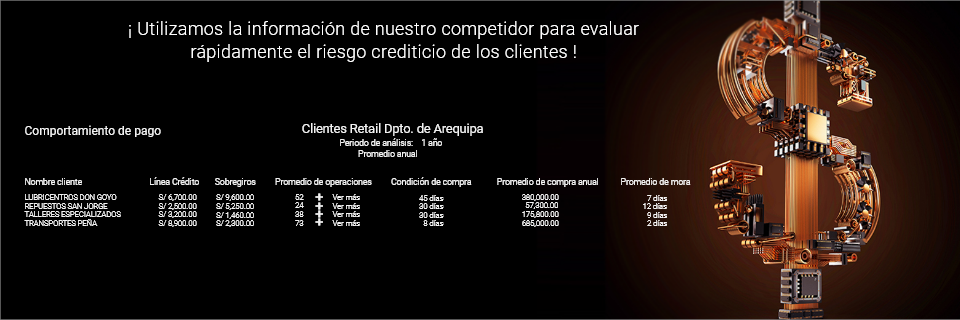 ¡ Utilizamos la información de nuestro competidor para evaluar
rápidamente el riesgo crediticio de los clientes !
Comportamiento de pago
Clientes Retail Dpto. de Arequipa
Periodo de análisis: 1 año
Promedio anual
Nombre cliente Línea Crédito Sobregiros Promedio de operaciones Condición de compra Promedio de compra anual Promedio de mora
LUBRICENTROS DON GOYO S/ 6,700.00 S/ 9,600.00 52 + Ver más 45 días 380,000.00 7 días
REPUESTOS SAN JORGE S/ 2,500.00 S/ 5,250.00 24 + Ver más 30 días 57,300.00 12 días
TALLERES ESPECIALIZADOS S/ 3,200.00 S/ 1,460.00 38 + Ver más 30 días 175,800.00 9 días
TRANSPORTES PEÑA S/ 8,900.00 S/ 2,300.00 73 + Ver más 8 días 685,000.00 2 días